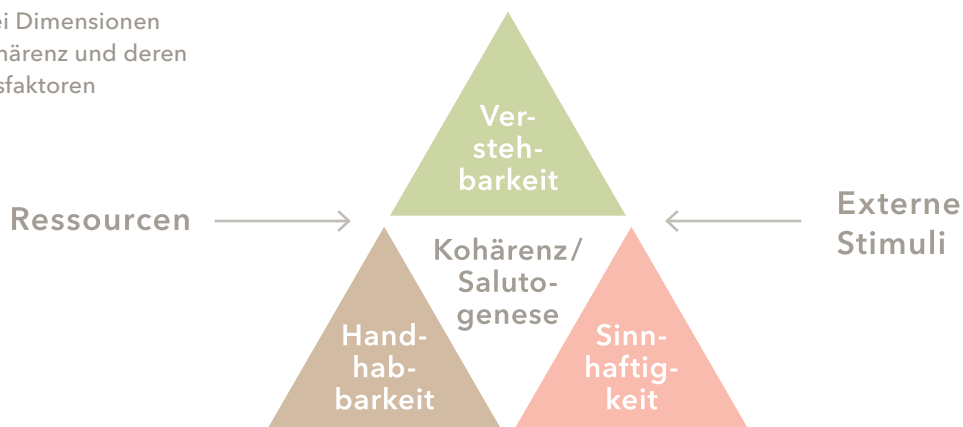 ei Dimensionen
härenz und deren
sfaktoren
Ver-
steh-
barkeit
Ressourcen
Externe
Stimuli
Kohärenz/
Saluto-
genese
Hand-
hab-
barkeit
Sinn-
haftig-
keit